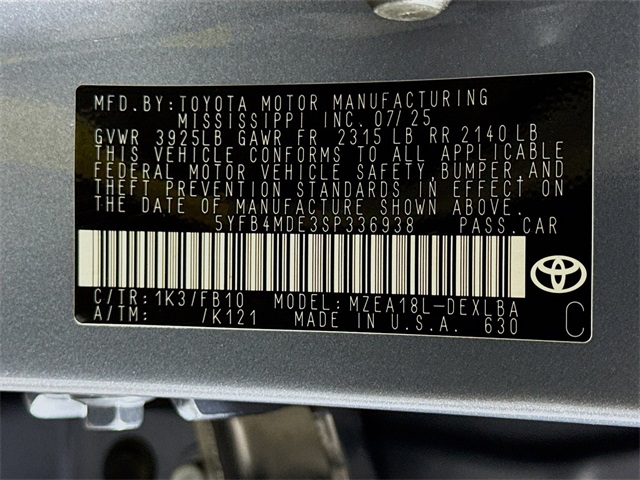 MFD. BY: TOYOTA MOTOR MANUFACTURING
MISSISSIPPI INC. 07/25
GVWR 3925LB GAWR FR 2315 LB RR 2140 LB
THIS VEHICLE CONFORMS TO ALL APPLICABLE
FEDERAL MOTOR VEHICLE SAFETY, BUMPER, AND
THEFT PREVENTION STANDARDS IN EFFECT ON
THE DATE OF MANUFACTURE SHOWN ABOVE.
5YFB4MDE3SP336938 PASS. CAR
C/TR: 1K3/FB10 MODEL: MZEA18L-DEXLBA
A/TM: /K121 MADE IN U.S.A. 630 C